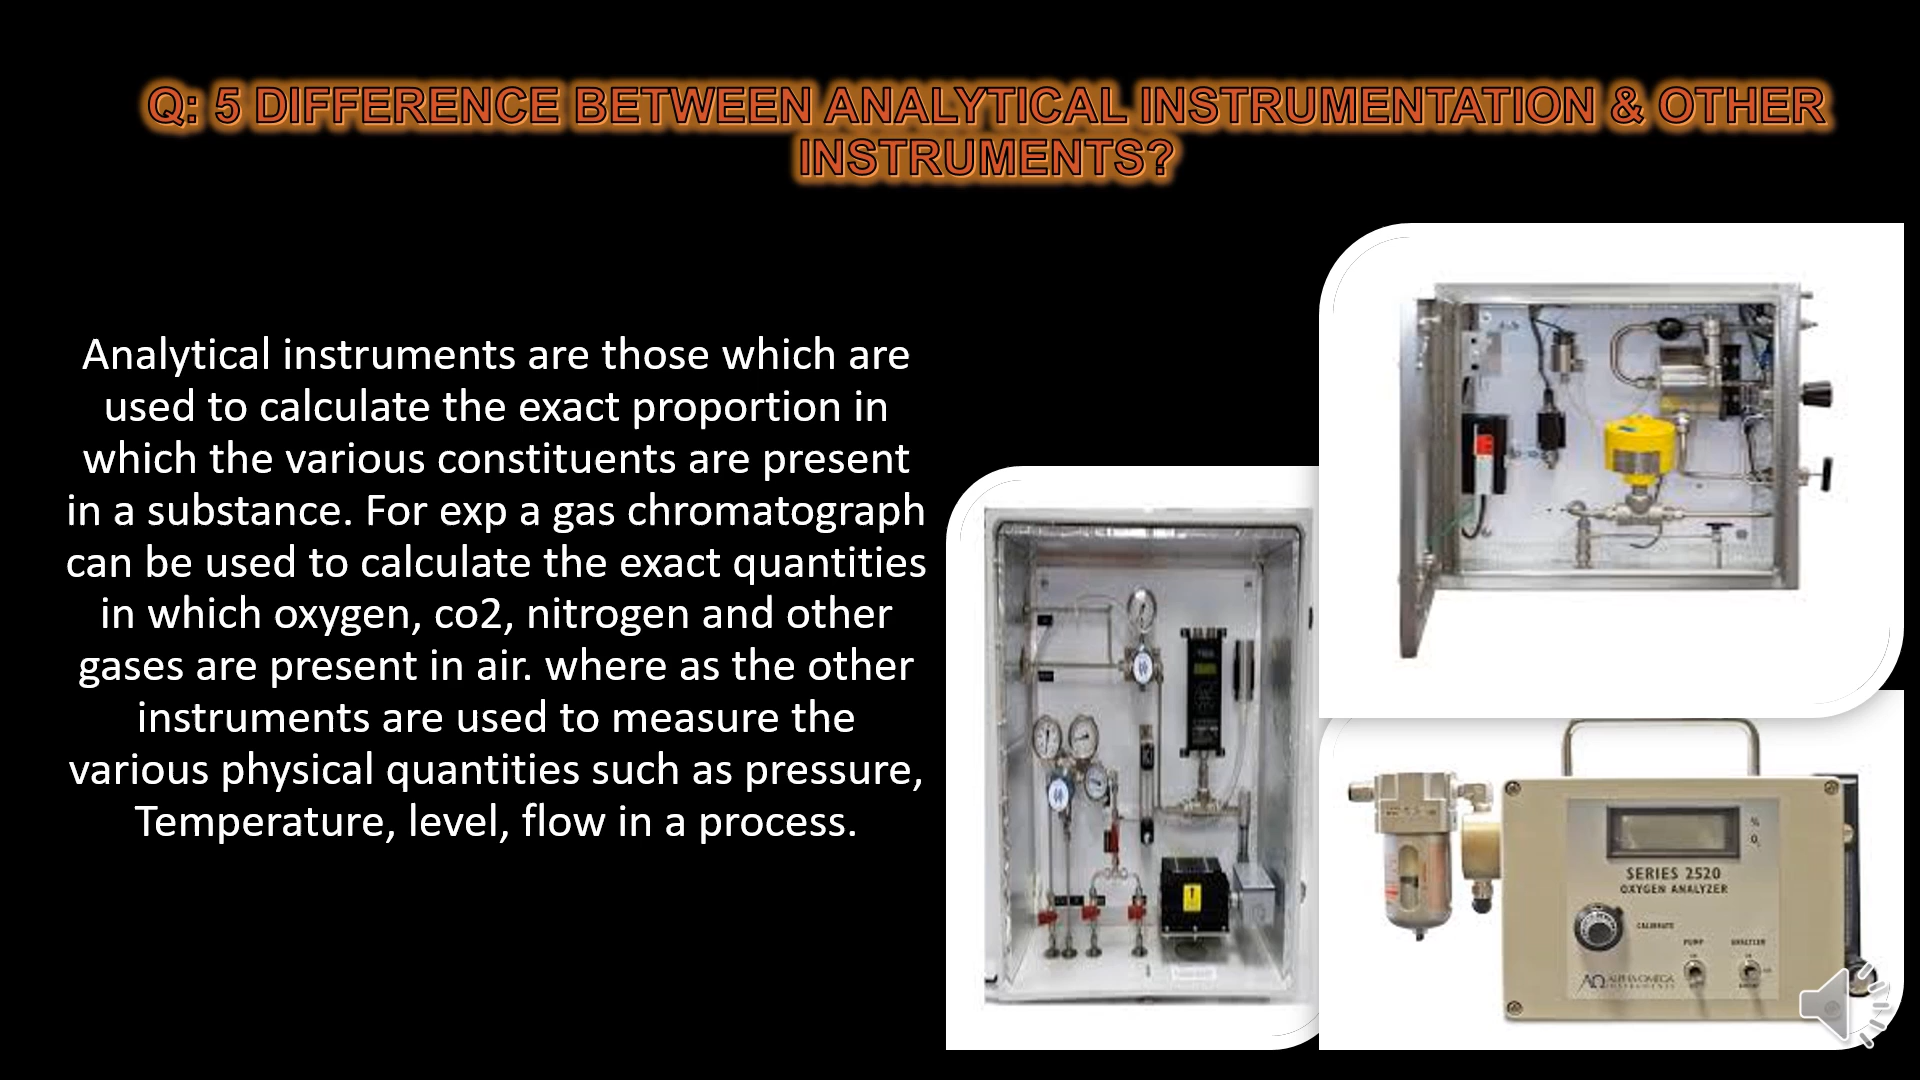 Q: 5 DIFFERENCE BETWEEN ANALYTICAL INSTRUMENTATION & OTHER
INSTRUMENTS?
Analytical instruments are those which are
used to calculate the exact proportion in
which the various constituents are present
in a substance. For exp a gas chromatograph
can be used to calculate the exact quantities
in which oxygen, co2, nitrogen and other
gases are present in air. where as the other
instruments are used to measure the
various physical quantities such as pressure,
Temperature, level, flow in a process.
%
O₂
SERIES 2520
OXYGEN ANALYZER
CALIBRATE
PUMP ANALYZER
ALPHA OMEGA
INSTRUMENTS